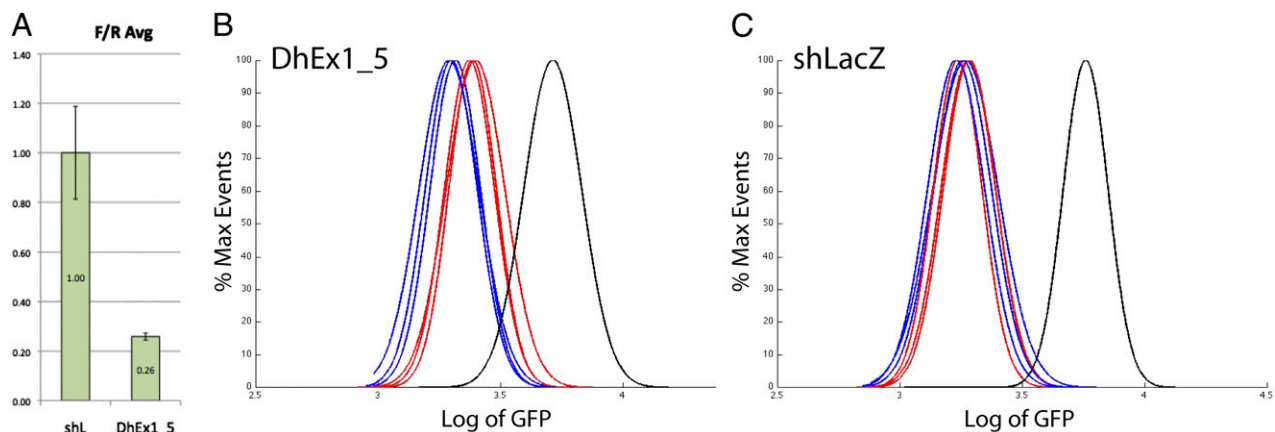 A
F/R Avg
1.40
1.20
1.00
0.80
0.60
0.40
0.20
0.00
1.00
0.26
shL DhEx1_5
B
DhEx1_5
% Max Events
100
90
80
70
60
50
40
30
20
10
0
2.5 3 3.5 4
Log of GFP
C
shLacZ
% Max Events
100
90
80
70
60
50
40
30
20
10
0
2.5 3 3.5 4 4.5
Log of GFP